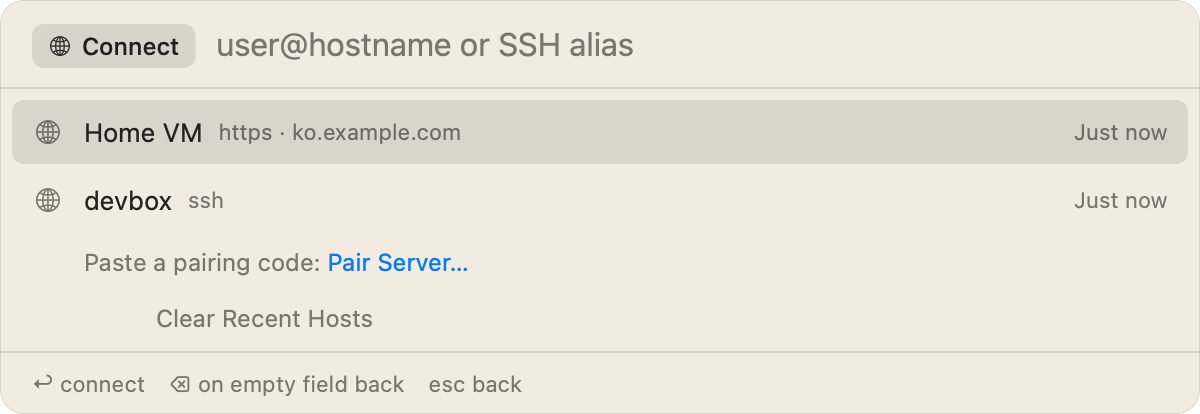 Connect user@hostname or SSH alias
Home VM https · ko.example.com Just now
devbox ssh Just now
Paste a pairing code: Pair Server...
Clear Recent Hosts
↩ connect ⌫ on empty field back esc back